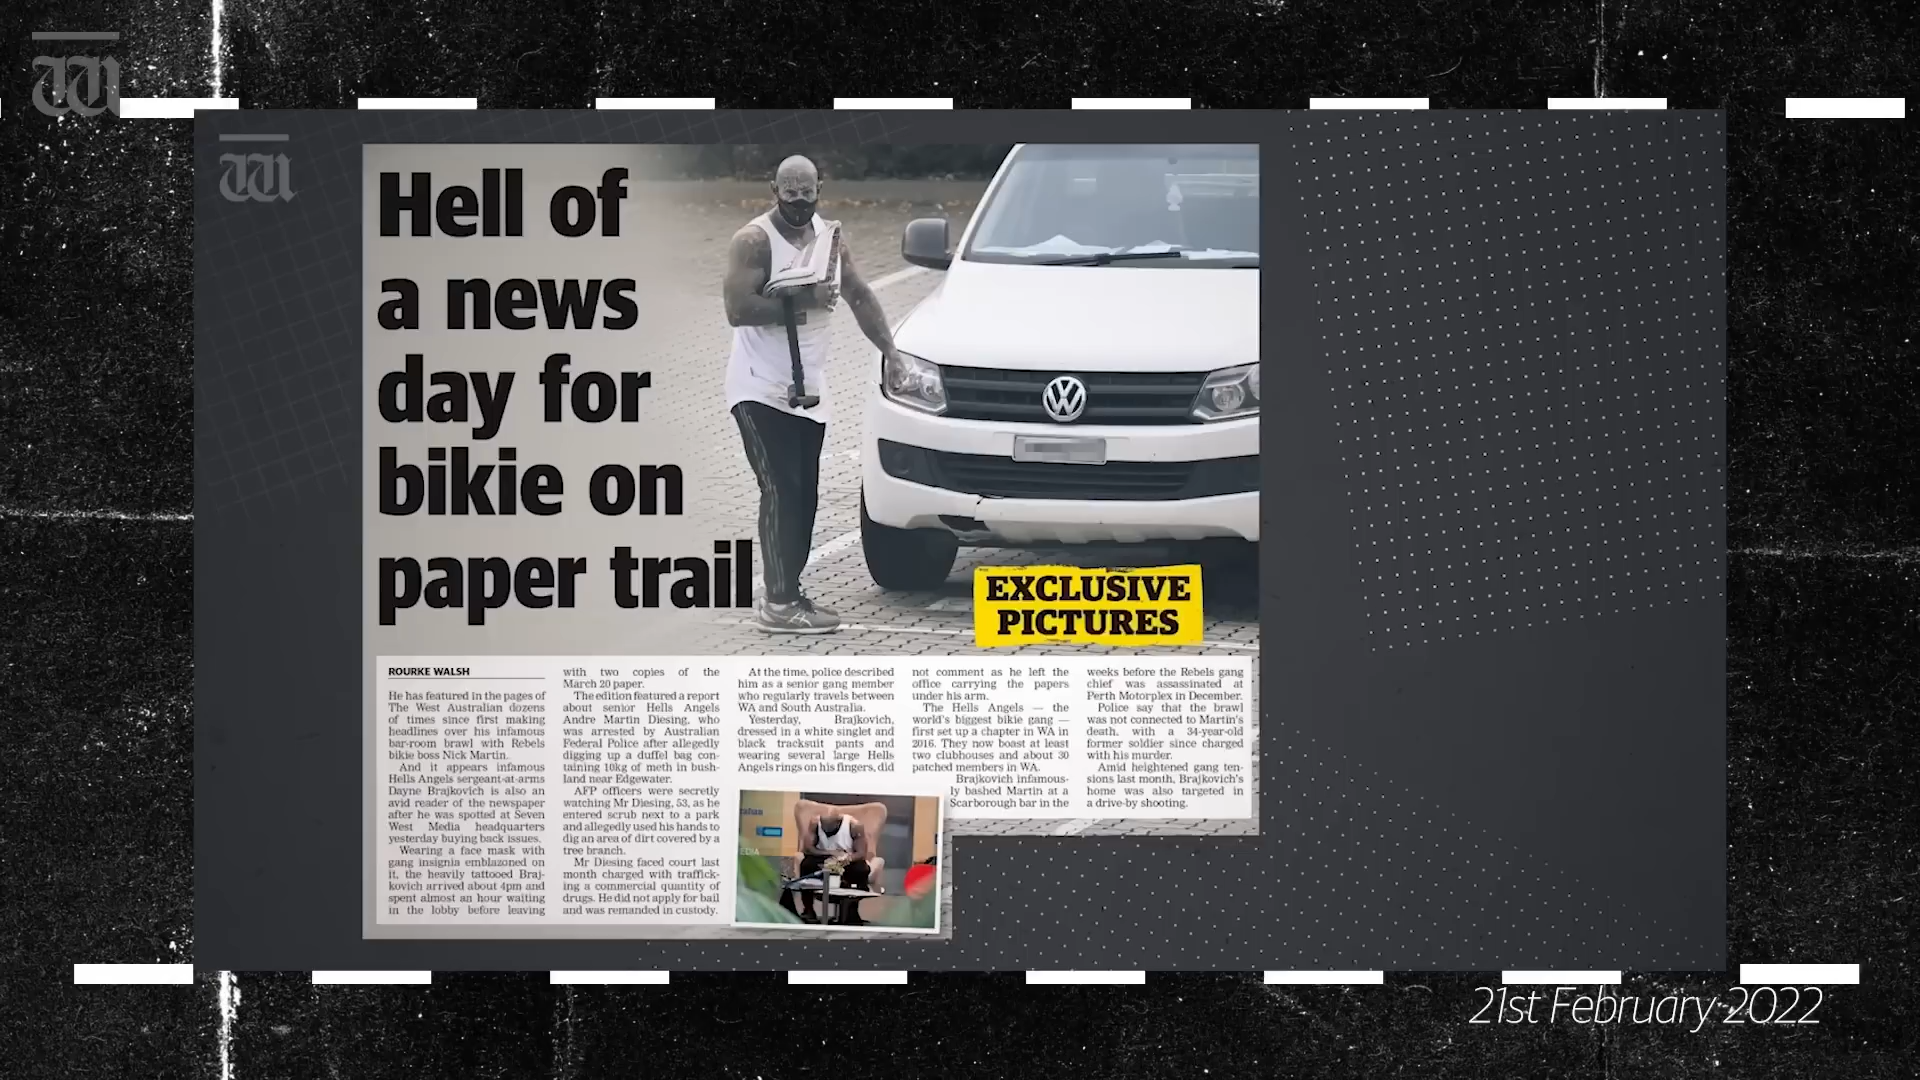 Hell of
a news
day for
bikie on
paper trail
EXCLUSIVE
PICTURES
ROURKE WALSH
He has featured in the pages of
The West Australian dozens
of times since first making
headlines over his infamous
bar-room brawl with Rebels
bikie boss Nick Martin.
And it appears infamous
Hells Angels sergeant-at-arms
Dayne Brajkovich is also an
avid reader of the newspaper
after he was spotted at Seven
West Media headquarters
yesterday buying back issues.
Wearing a face mask with
gang insignia emblazoned on
it, the heavily tattooed Braj-
kovich arrived about 4pm and
spent almost an hour waiting
in the lobby before leaving
with two copies of the
March 20 paper.
The edition featured a report
about senior Hells Angels
Andre Martin Diesing, who
was arrested by Australian
Federal Police after allegedly
digging up a duffel bag con-
taining 10kg of meth in bush-
land near Edgewater.
AFP officers were secretly
watching Mr Diesing, 53, as he
entered scrub next to a park
and allegedly used his hands to
dig an area of dirt covered by a
tree branch.
Mr Diesing faced court last
month charged with traffick-
ing a commercial quantity of
drugs. He did not apply for bail
and was remanded in custody.
At the time, police described
him as a senior gang member
who regularly travels between
WA and South Australia.
Yesterday, Brajkovich,
dressed in a white singlet and
black tracksuit pants and
wearing several large Hells
Angels rings on his fingers, did
not comment as he left the
office carrying the papers
under his arm.
The Hells Angels — the
world's biggest bikie gang —
first set up a chapter in WA in
2016. They now boast at least
two clubhouses and about 30
patched members in WA.
Brajkovich infamous-
ly bashed Martin at a
Scarborough bar in the
weeks before the Rebels gang
chief was assassinated at
Perth Motorplex in December.
Police say that the brawl
was not connected to Martin's
death, with a 34-year-old
former soldier since charged
with his murder.
Amid heightened gang ten-
sions last month, Brajkovich's
home was also targeted in
a drive-by shooting.
21st February 2022